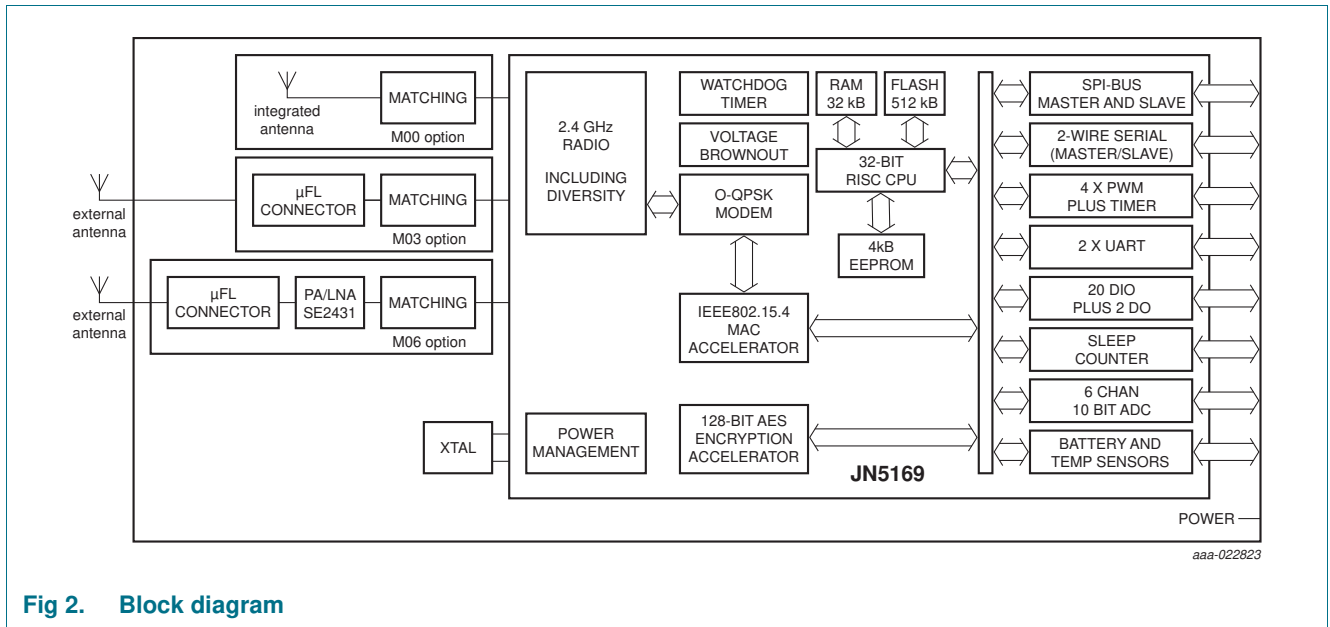 integrated
antenna
MATCHING
M00 option
external
antenna
µFL
CONNECTOR
MATCHING
M03 option
external
antenna
µFL
CONNECTOR
PA/LNA
SE2431
MATCHING
M06 option
XTAL
2.4 GHz
RADIO
INCLUDING
DIVERSITY
POWER
MANAGEMENT
WATCHDOG
TIMER
VOLTAGE
BROWNOUT
O-QPSK
MODEM
IEEE802.15.4
MAC
ACCELERATOR
128-BIT AES
ENCRYPTION
ACCELERATOR
RAM
32 kB
FLASH
512 kB
32-BIT
RISC CPU
4kB
EEPROM
JN5169
SPI-BUS
MASTER AND SLAVE
2-WIRE SERIAL
(MASTER/SLAVE)
4 X PWM
PLUS TIMER
2 X UART
20 DIO
PLUS 2 DO
SLEEP
COUNTER
6 CHAN
10 BIT ADC
BATTERY AND
TEMP SENSORS
POWER
aaa-022823
Fig 2. Block diagram